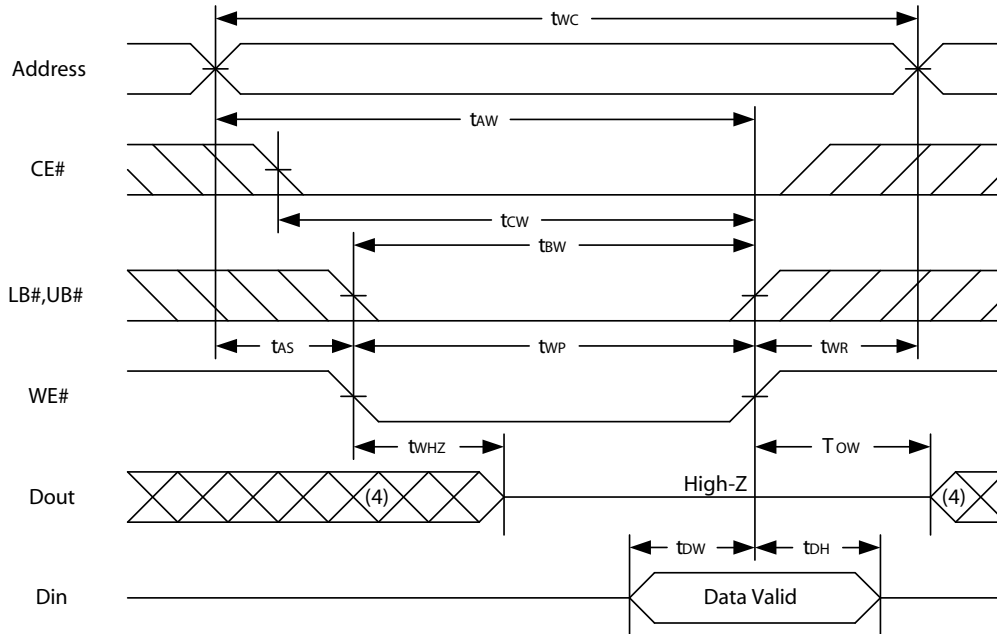 tWC
Address
tAW
CE#
tCW
tBW
LB#,UB#
tAS
tWP
tWR
WE#
tWHZ
TOW
Dout
(4)
High-Z
(4)
tDW
tDH
Din
Data Valid